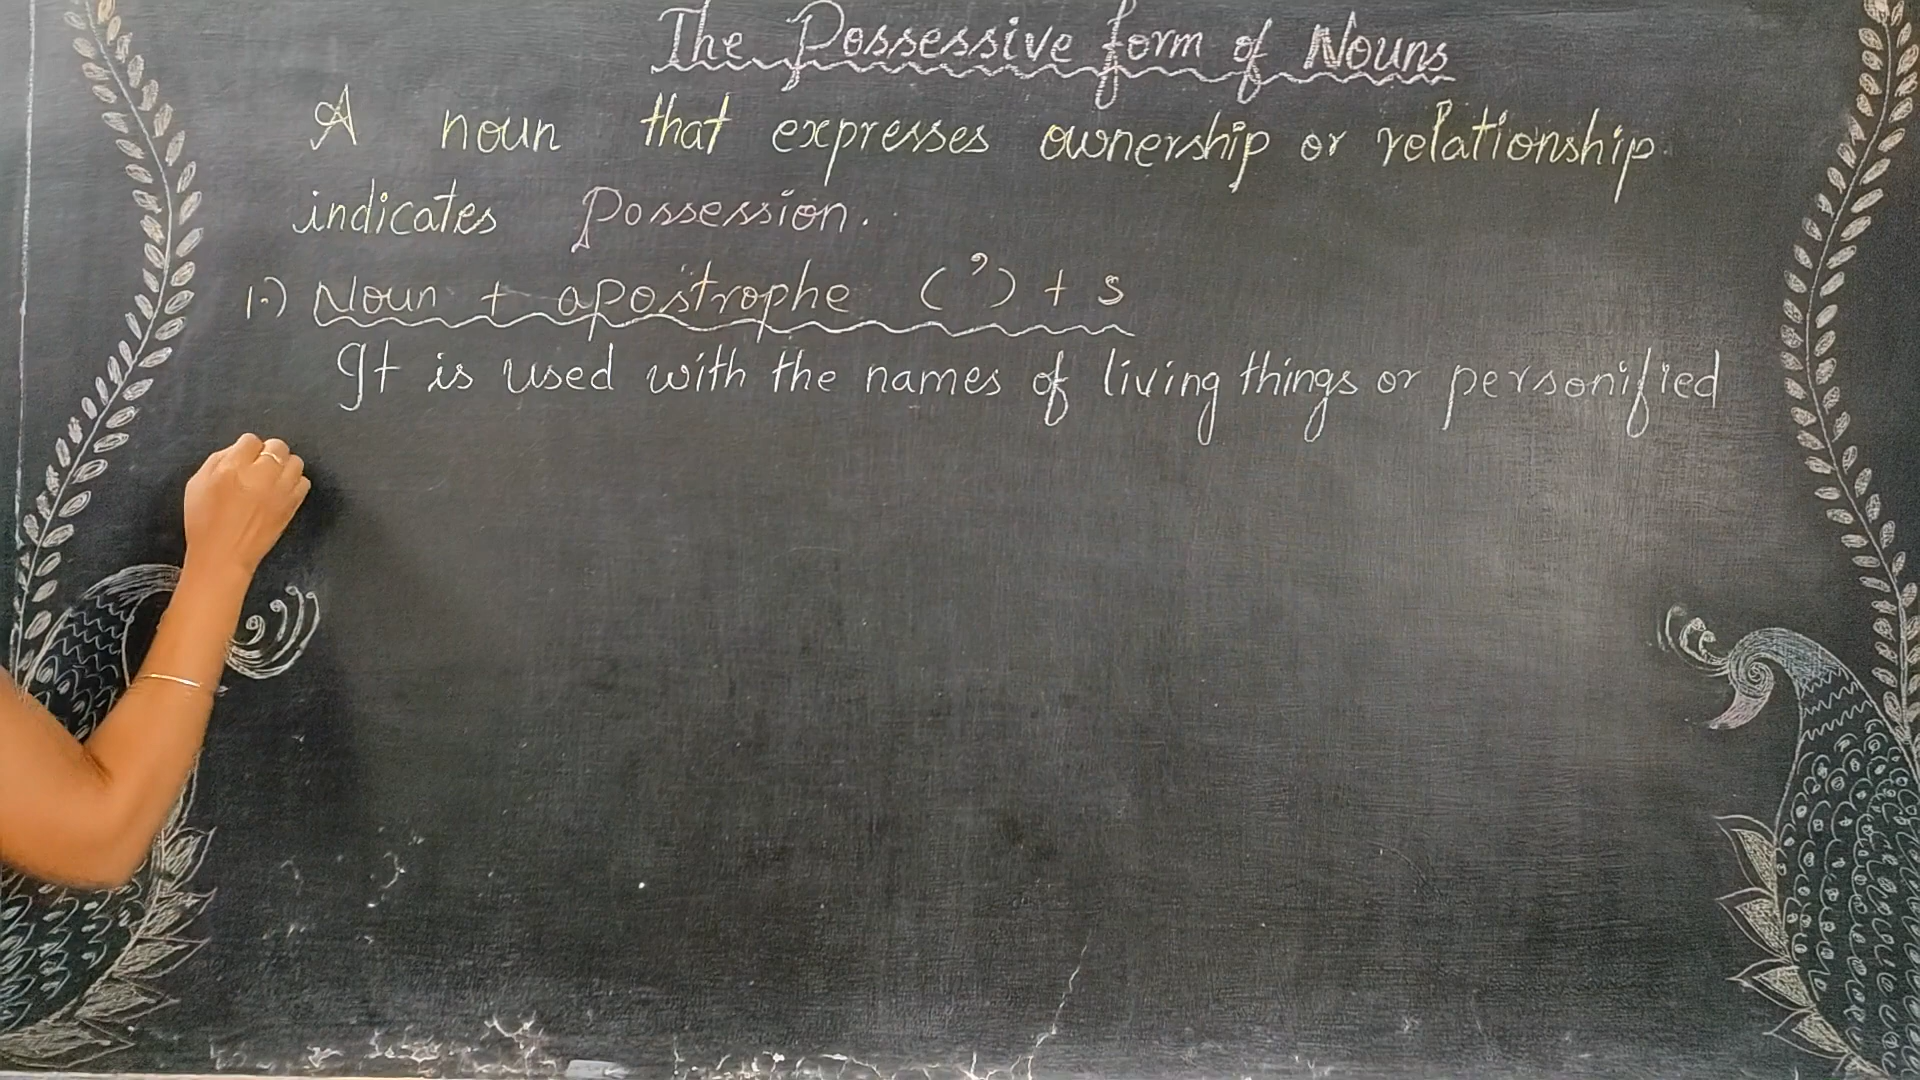 The Possessive form of Nouns
A noun that expresses ownership or relationship
indicates Possession.
1.) Noun + apostrophe (’) + s
It is used with the names of living things or personified